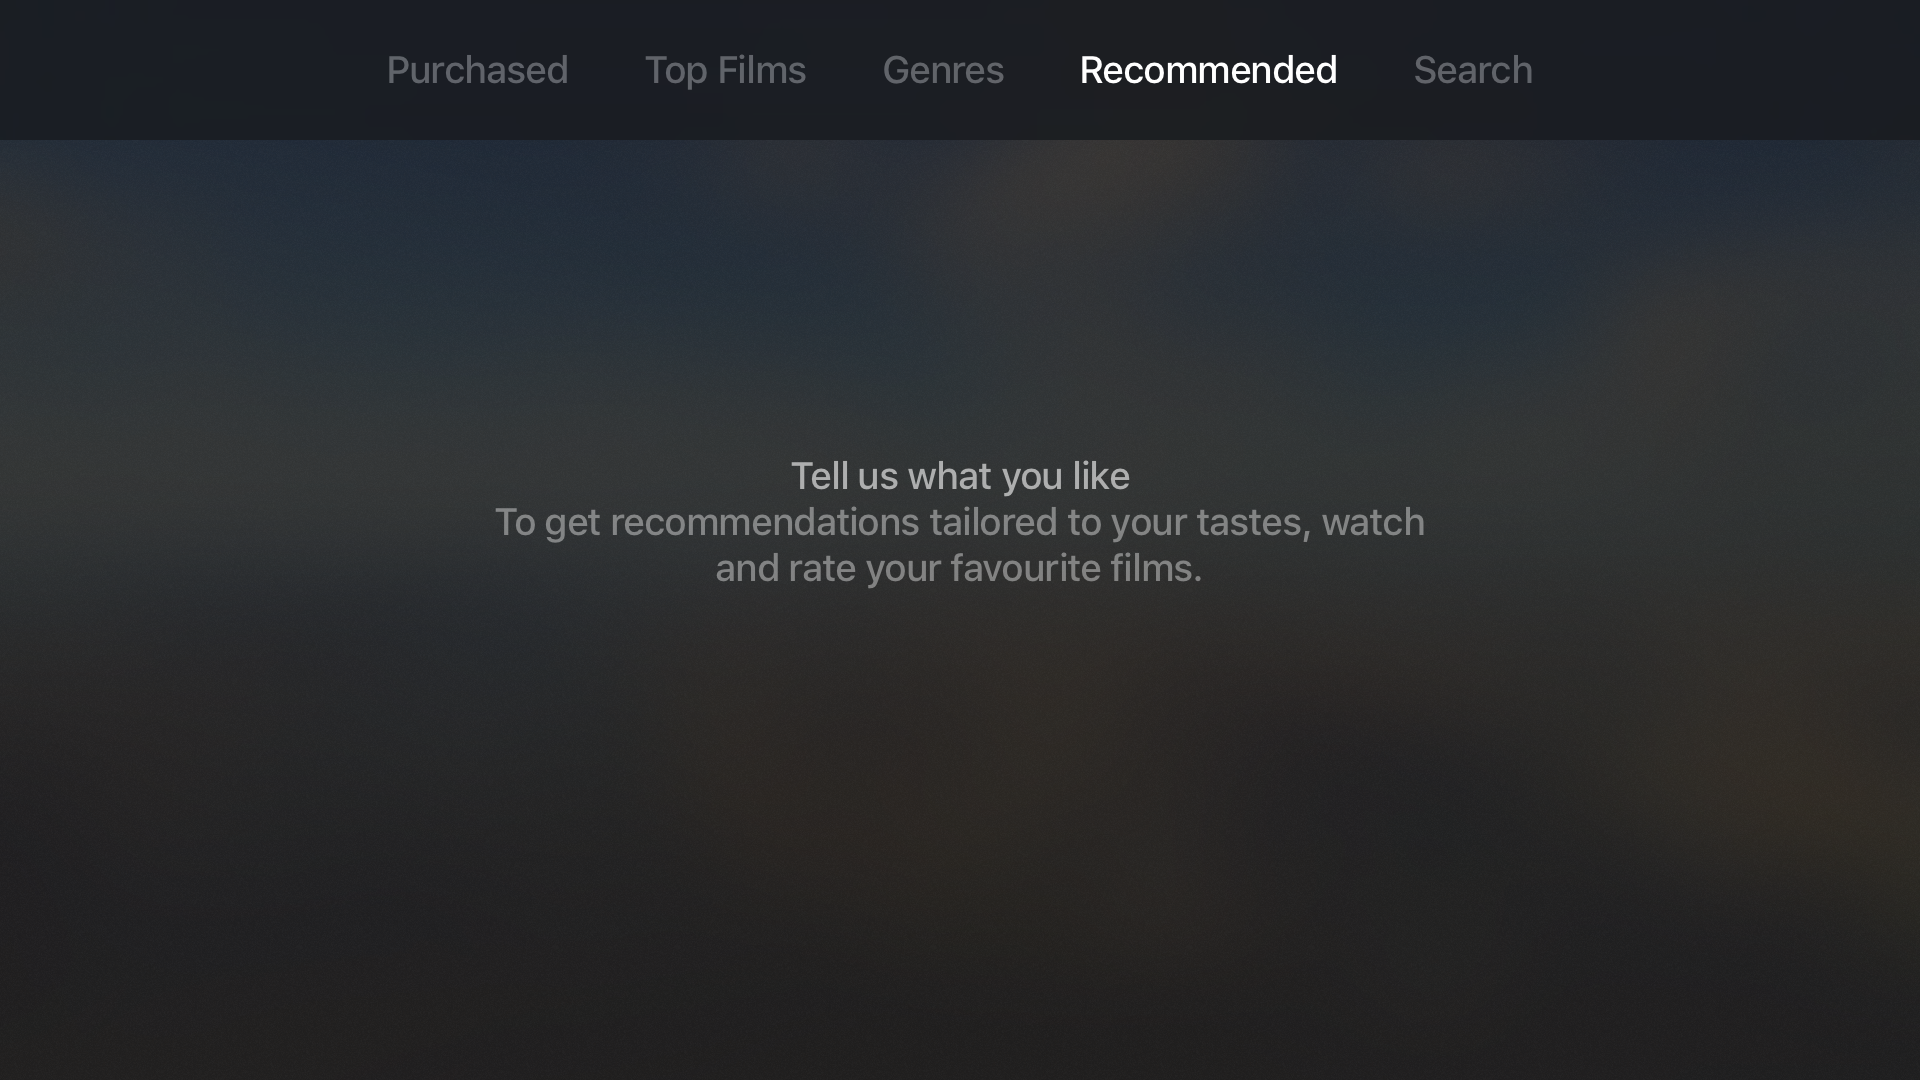 Purchased Top Films Genres Recommended Search
Tell us what you like
To get recommendations tailored to your tastes, watch
and rate your favourite films.